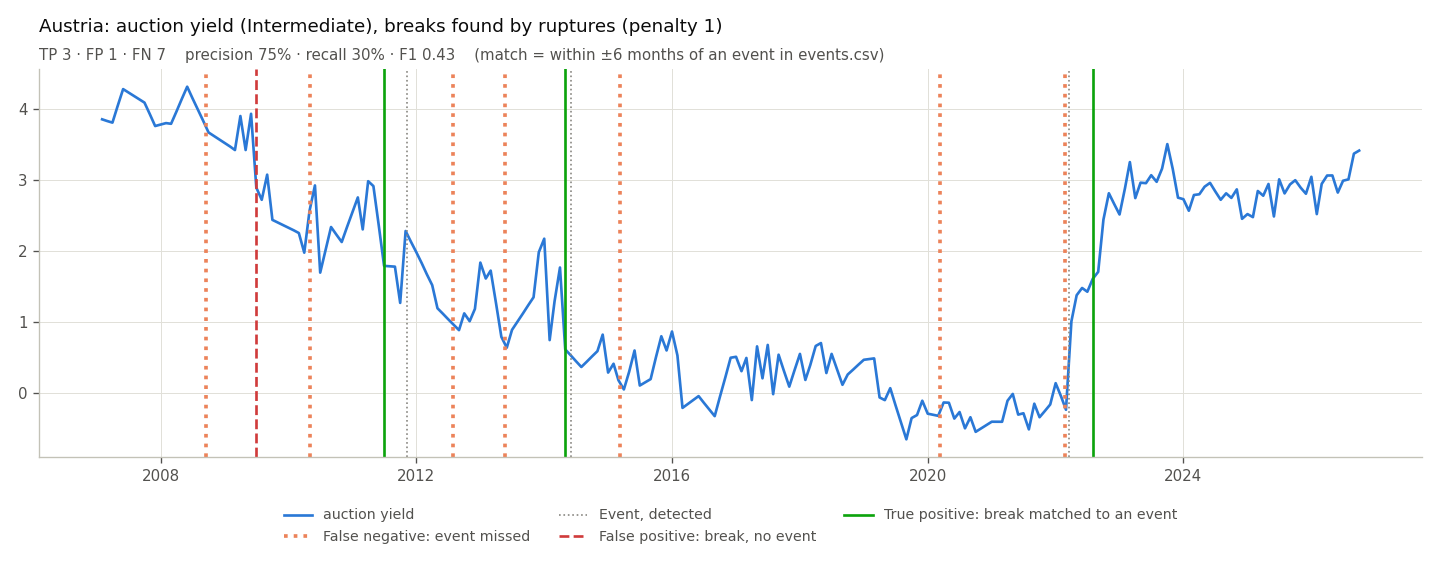 Austria: auction yield (Intermediate), breaks found by ruptures (penalty 1)
TP 3 · FP 1 · FN 7    precision 75% · recall 30% · F1 0.43    (match = within ±6 months of an event in events.csv)
4
3
2
1
0
2008
2012
2016
2020
2024
auction yield
Event, detected
True positive: break matched to an event
False negative: event missed
False positive: break, no event